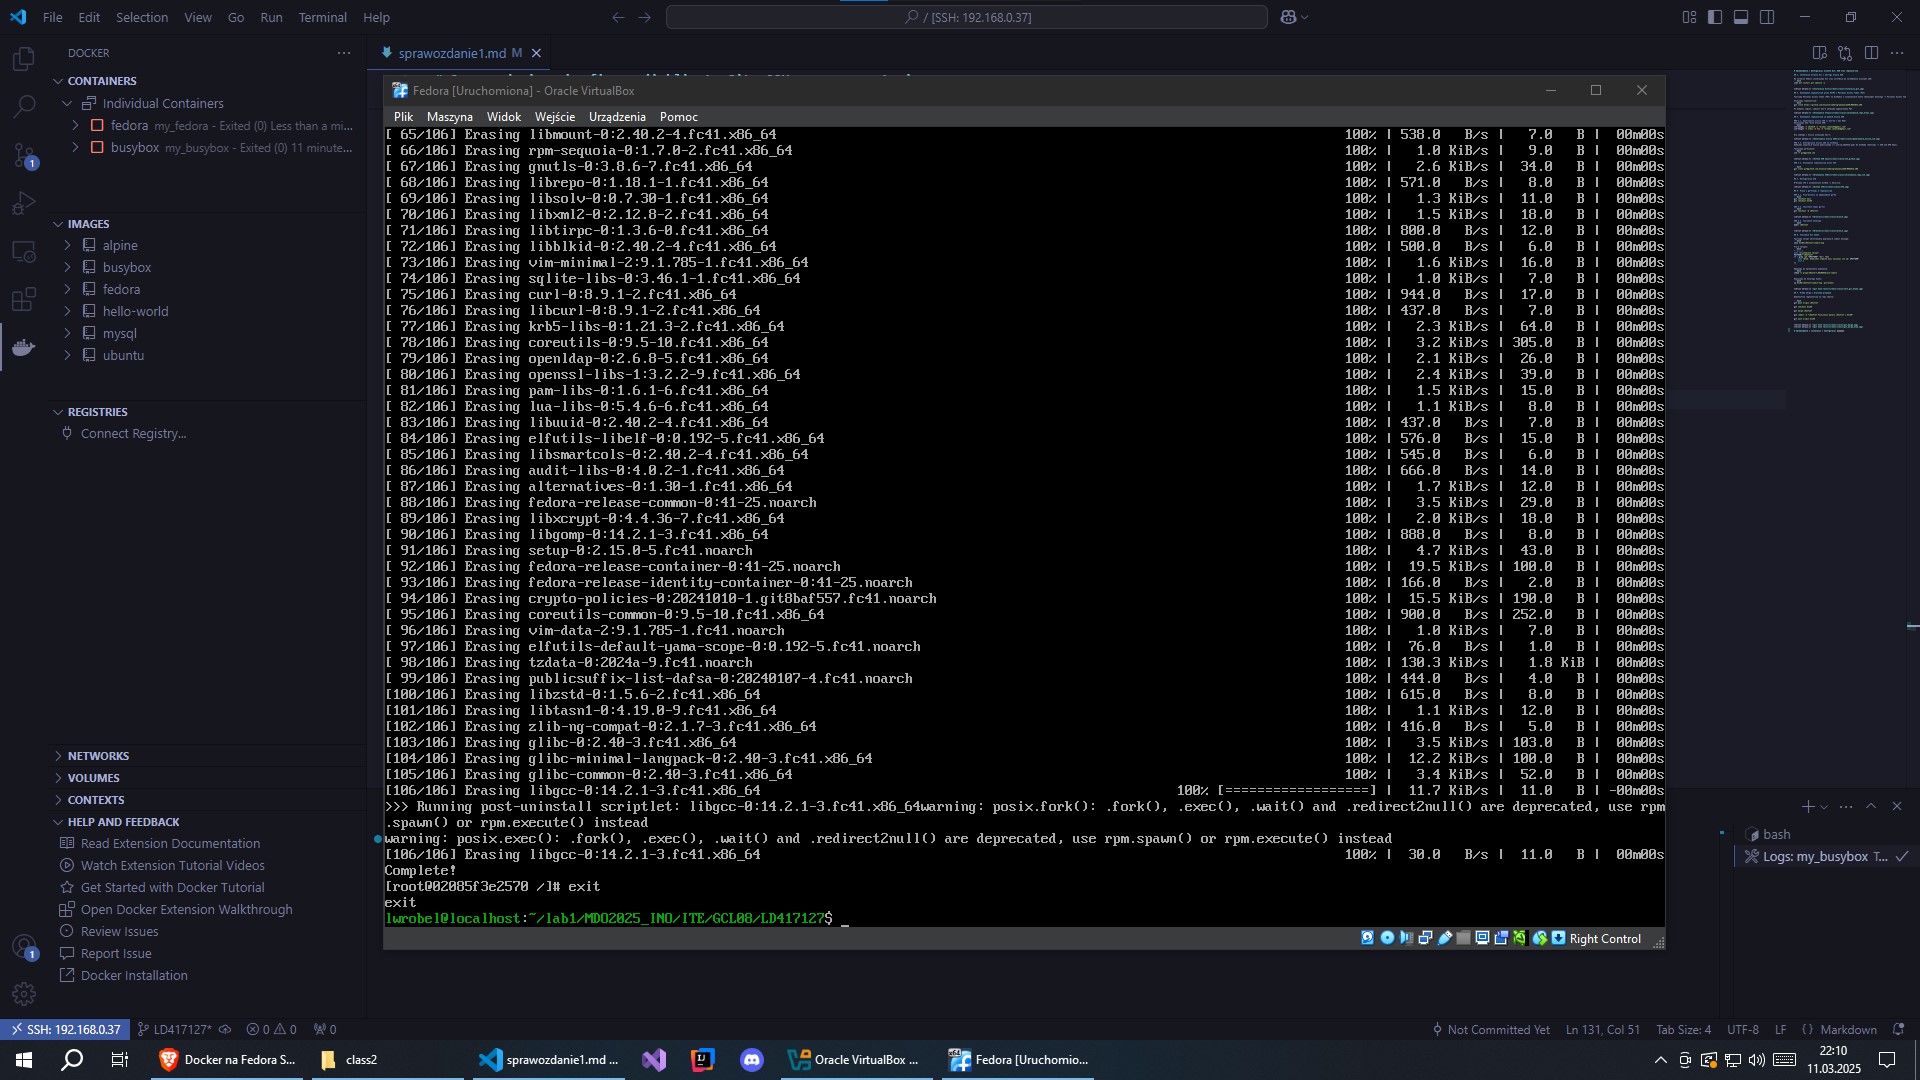 File Edit Selection View Go Run Terminal Help
/ [SSH: 192.168.0.37]
DOCKER
CONTAINERS
Individual Containers
fedora my_fedora - Exited (0) Less than a mi...
busybox my_busybox - Exited (0) 11 minute...
1
IMAGES
alpine
busybox
fedora
hello-world
mysql
ubuntu
REGISTRIES
Connect Registry...
NETWORKS
VOLUMES
CONTEXTS
HELP AND FEEDBACK
Read Extension Documentation
Watch Extension Tutorial Videos
Get Started with Docker Tutorial
Open Docker Extension Walkthrough
Review Issues
Report Issue
Docker Installation
1
sprawozdanie1.md M
Fedora [Uruchomiona] - Oracle VirtualBox
Plik Maszyna Widok Wejście Urządzenia Pomoc
[ 65/106] Erasing libmount-0:2.40.2-4.fc41.x86_64 100% | 538.0 B/s | 7.0 B | 00m00s
[ 66/106] Erasing rpm-sequoia-0:1.7.0-2.fc41.x86_64 100% | 1.0 KiB/s | 9.0 B | 00m00s
[ 67/106] Erasing gnutls-0:3.8.6-7.fc41.x86_64 100% | 2.6 KiB/s | 34.0 B | 00m00s
[ 68/106] Erasing librepo-0:1.18.1-1.fc41.x86_64 100% | 571.0 B/s | 8.0 B | 00m00s
[ 69/106] Erasing libsolv-0:0.7.30-1.fc41.x86_64 100% | 1.3 KiB/s | 11.0 B | 00m00s
[ 70/106] Erasing libxml2-0:2.12.8-2.fc41.x86_64 100% | 1.5 KiB/s | 18.0 B | 00m00s
[ 71/106] Erasing libtirpc-0:1.3.6-0.fc41.x86_64 100% | 800.0 B/s | 12.0 B | 00m00s
[ 72/106] Erasing libblkid-0:2.40.2-4.fc41.x86_64 100% | 500.0 B/s | 6.0 B | 00m00s
[ 73/106] Erasing vim-minimal-2:9.1.785-1.fc41.x86_64 100% | 1.6 KiB/s | 16.0 B | 00m00s
[ 74/106] Erasing sqlite-libs-0:3.46.1-1.fc41.x86_64 100% | 1.0 KiB/s | 7.0 B | 00m00s
[ 75/106] Erasing curl-0:8.9.1-2.fc41.x86_64 100% | 944.0 B/s | 17.0 B | 00m00s
[ 76/106] Erasing libcurl-0:8.9.1-2.fc41.x86_64 100% | 437.0 B/s | 7.0 B | 00m00s
[ 77/106] Erasing krb5-libs-0:1.21.3-2.fc41.x86_64 100% | 2.3 KiB/s | 64.0 B | 00m00s
[ 78/106] Erasing coreutils-0:9.5-10.fc41.x86_64 100% | 3.2 KiB/s | 305.0 B | 00m00s
[ 79/106] Erasing openldap-0:2.6.8-5.fc41.x86_64 100% | 2.1 KiB/s | 26.0 B | 00m00s
[ 80/106] Erasing openssl-libs-1:3.2.2-9.fc41.x86_64 100% | 2.4 KiB/s | 39.0 B | 00m00s
[ 81/106] Erasing pam-libs-0:1.6.1-6.fc41.x86_64 100% | 1.5 KiB/s | 15.0 B | 00m00s
[ 82/106] Erasing lua-libs-0:5.4.6-6.fc41.x86_64 100% | 1.1 KiB/s | 8.0 B | 00m00s
[ 83/106] Erasing libuuid-0:2.40.2-4.fc41.x86_64 100% | 437.0 B/s | 7.0 B | 00m00s
[ 84/106] Erasing elfutils-libelf-0:0.192-5.fc41.x86_64 100% | 576.0 B/s | 15.0 B | 00m00s
[ 85/106] Erasing libsmartcols-0:2.40.2-4.fc41.x86_64 100% | 545.0 B/s | 6.0 B | 00m00s
[ 86/106] Erasing audit-libs-0:4.0.2-1.fc41.x86_64 100% | 666.0 B/s | 14.0 B | 00m00s
[ 87/106] Erasing alternatives-0:1.30-1.fc41.x86_64 100% | 1.7 KiB/s | 12.0 B | 00m00s
[ 88/106] Erasing fedora-release-common-0:41-25.noarch 100% | 3.5 KiB/s | 29.0 B | 00m00s
[ 89/106] Erasing libxcrypt-0:4.4.36-7.fc41.x86_64 100% | 2.0 KiB/s | 18.0 B | 00m00s
[ 90/106] Erasing libgomp-0:14.2.1-3.fc41.x86_64 100% | 888.0 B/s | 8.0 B | 00m00s
[ 91/106] Erasing setup-0:2.15.0-5.fc41.noarch 100% | 4.7 KiB/s | 43.0 B | 00m00s
[ 92/106] Erasing fedora-release-container-0:41-25.noarch 100% | 19.5 KiB/s | 100.0 B | 00m00s
[ 93/106] Erasing fedora-release-identity-container-0:41-25.noarch 100% | 166.0 B/s | 2.0 B | 00m00s
[ 94/106] Erasing crypto-policies-0:20241010-1.git8baf557.fc41.noarch 100% | 15.5 KiB/s | 190.0 B | 00m00s
[ 95/106] Erasing coreutils-common-0:9.5-10.fc41.x86_64 100% | 900.0 B/s | 252.0 B | 00m00s
[ 96/106] Erasing vim-data-2:9.1.785-1.fc41.noarch 100% | 1.0 KiB/s | 7.0 B | 00m00s
[ 97/106] Erasing elfutils-default-yama-scope-0:0.192-5.fc41.noarch 100% | 76.0 B/s | 1.0 B | 00m00s
[ 98/106] Erasing tzdata-0:2024a-9.fc41.noarch 100% | 130.3 KiB/s | 1.8 KiB | 00m00s
[ 99/106] Erasing publicsuffix-list-dafsa-0:20240107-4.fc41.noarch 100% | 444.0 B/s | 4.0 B | 00m00s
[100/106] Erasing libzstd-0:1.5.6-2.fc41.x86_64 100% | 615.0 B/s | 8.0 B | 00m00s
[101/106] Erasing libtasn1-0:4.19.0-9.fc41.x86_64 100% | 1.1 KiB/s | 12.0 B | 00m00s
[102/106] Erasing zlib-ng-compat-0:2.1.7-3.fc41.x86_64 100% | 416.0 B/s | 5.0 B | 00m00s
[103/106] Erasing glibc-0:2.40-3.fc41.x86_64 100% | 3.5 KiB/s | 103.0 B | 00m00s
[104/106] Erasing glibc-minimal-langpack-0:2.40-3.fc41.x86_64 100% | 12.2 KiB/s | 100.0 B | 00m00s
[105/106] Erasing glibc-common-0:2.40-3.fc41.x86_64 100% | 3.4 KiB/s | 52.0 B | 00m00s
[106/106] Erasing libgcc-0:14.2.1-3.fc41.x86_64 100% [==================] | 11.7 KiB/s | 11.0 B | -00m00s
>>> Running post-uninstall scriptlet: libgcc-0:14.2.1-3.fc41.x86_64warning: posix.fork(): .fork(), .exec(), .wait() and .redirect2null() are deprecated, use rpm
.spawn() or rpm.execute() instead
warning: posix.exec(): .fork(), .exec(), .wait() and .redirect2null() are deprecated, use rpm.spawn() or rpm.execute() instead
[106/106] Erasing libgcc-0:14.2.1-3.fc41.x86_64 100% | 30.0 B/s | 11.0 B | 00m00s
Complete!
[root@02085f3e2570 /]# exit
exit
lwrobel@localhost:~/lab1/MDO2025_INO/ITE/GCL08/LD417127$ _
Right Control
bash
Logs: my_busybox T...
SSH: 192.168.0.37 LD417127* 0 0 0
Not Committed Yet Ln 131, Col 51 Tab Size: 4 UTF-8 LF {} Markdown
Docker na Fedora S... class2 sprawozdanie1.md ... Oracle VirtualBox ... Fedora [Uruchomio...
22:10
11.03.2025